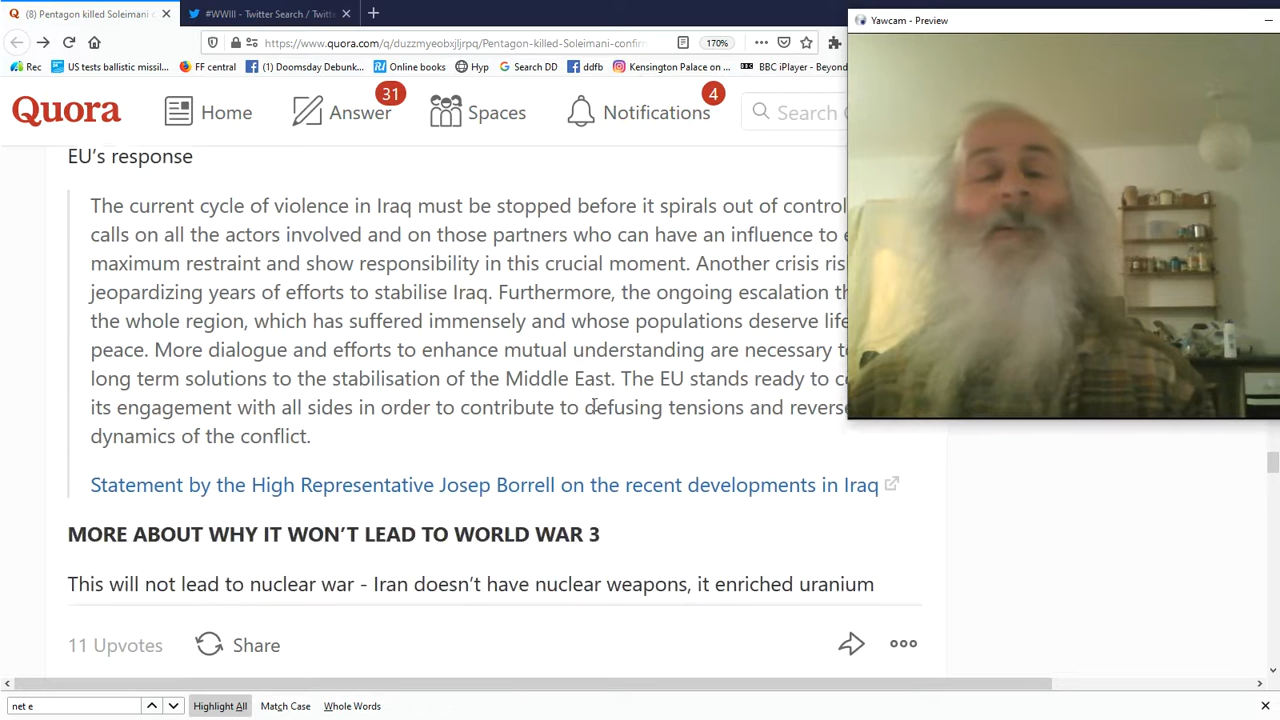 (8) Pentagon killed Soleimani c
#WWIII - Twitter Search / Twitt
Yawcam - Preview
https://www.quora.com/q/duzzmyeobxjljrpq/Pentagon-killed-Soleimani-confirm
170%
Rec
US tests ballistic missil...
FF central
(1) Doomsday Debunk...
Online books
Hyp
Search DD
ddfb
Kensington Palace on ...
BBC iPlayer - Beyond
Quora
Home
31
Answer
Spaces
4
Notifications
Search
EU's response
The current cycle of violence in Iraq must be stopped before it spirals out of control
calls on all the actors involved and on those partners who can have an influence to e
maximum restraint and show responsibility in this crucial moment. Another crisis ris
jeopardizing years of efforts to stabilise Iraq. Furthermore, the ongoing escalation th
the whole region, which has suffered immensely and whose populations deserve life
peace. More dialogue and efforts to enhance mutual understanding are necessary to
long term solutions to the stabilisation of the Middle East. The EU stands ready to co
its engagement with all sides in order to contribute to defusing tensions and reverse
dynamics of the conflict.
Statement by the High Representative Josep Borrell on the recent developments in Iraq
MORE ABOUT WHY IT WON'T LEAD TO WORLD WAR 3
This will not lead to nuclear war - Iran doesn't have nuclear weapons, it enriched uranium
11 Upvotes
Share
net e
Highlight All
Match Case
Whole Words